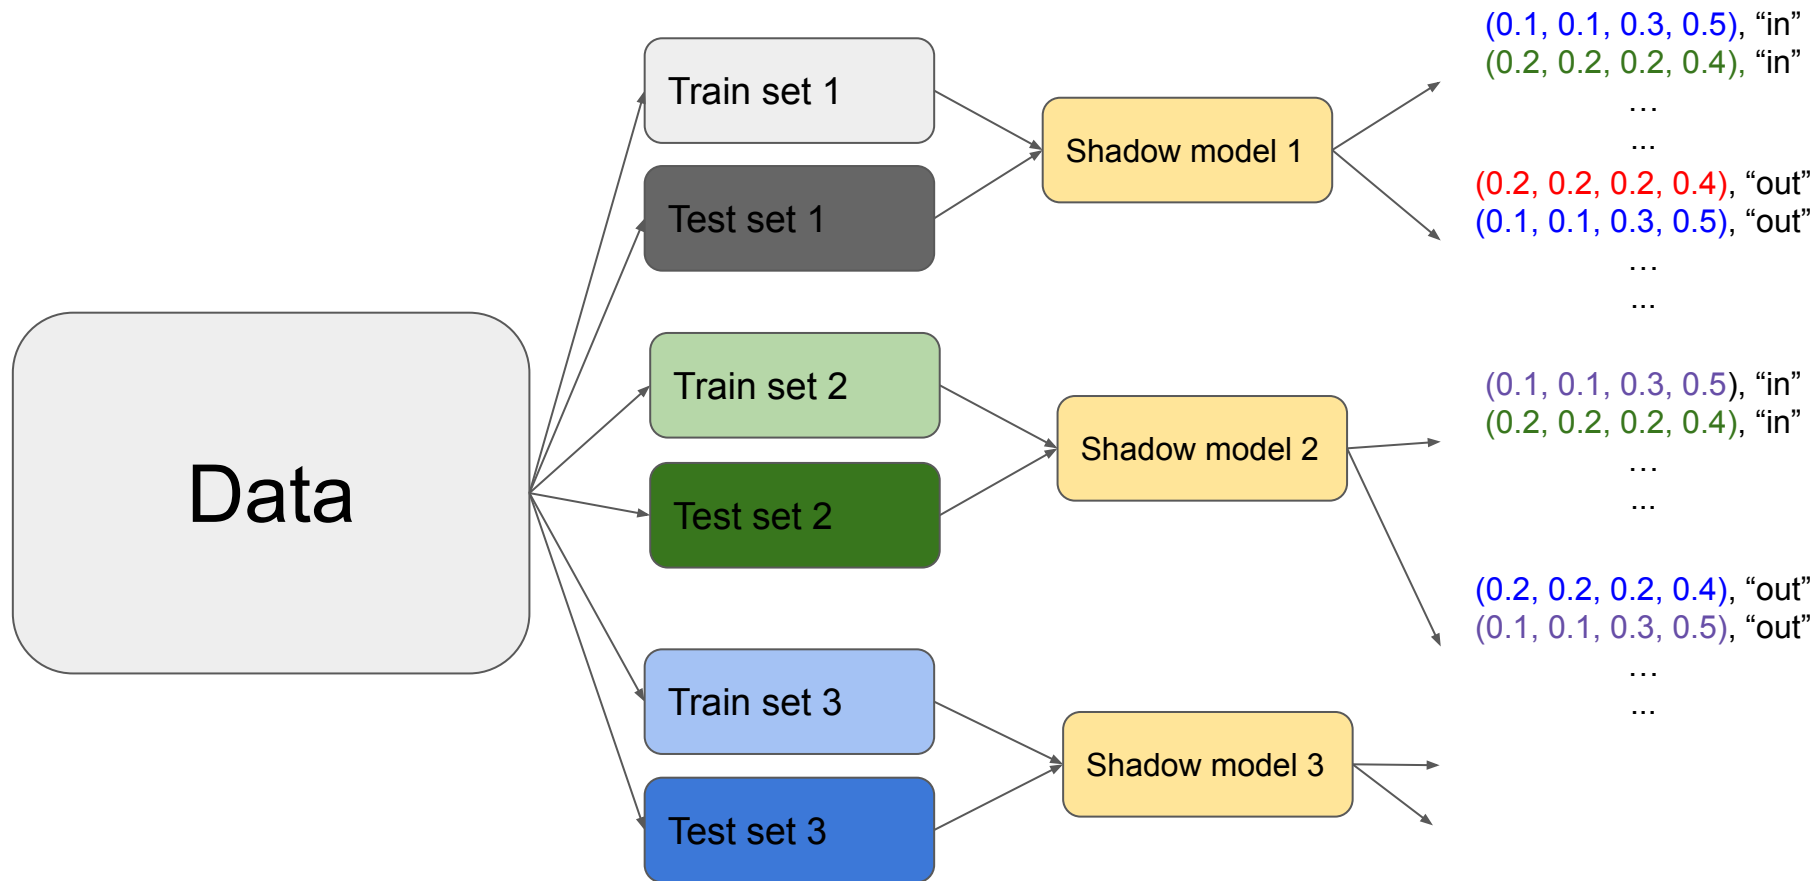 Data
Train set 1
Test set 1
Train set 2
Test set 2
Train set 3
Test set 3
Shadow model 1
Shadow model 2
Shadow model 3
(0.1, 0.1, 0.3, 0.5), “in”
(0.2, 0.2, 0.2, 0.4), “in”
…
...
(0.2, 0.2, 0.2, 0.4), “out”
(0.1, 0.1, 0.3, 0.5), “out”
…
...
(0.1, 0.1, 0.3, 0.5), “in”
(0.2, 0.2, 0.2, 0.4), “in”
…
...
(0.2, 0.2, 0.2, 0.4), “out”
(0.1, 0.1, 0.3, 0.5), “out”
…
...